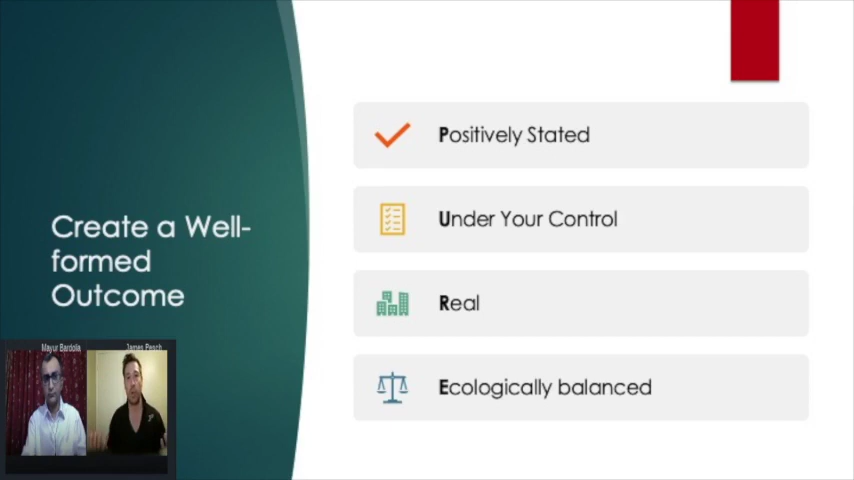 Create a Well-
formed
Outcome
Positively Stated
Under Your Control
Real
Ecologically balanced
Mayur Bardolia
James Pesch